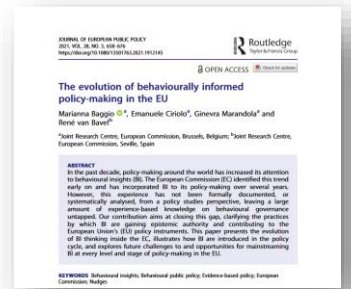 JOURNAL OF EUROPEAN PUBLIC POLICY
2021, VOL. 28, NO. 5, 658–676
https://doi.org/10.1080/13501763.2021.1912145
Routledge
Taylor & Francis Group
OPEN ACCESS
Check for updates
The evolution of behaviourally informed
policy-making in the EU
Marianna Baggio a, Emanuele Ciriolo a, Ginevra Marandola a and
René van Bavel b
a Joint Research Centre, European Commission, Brussels, Belgium; b Joint Research Centre,
European Commission, Seville, Spain
ABSTRACT
In the past decade, policy-making around the world has increased its attention
to behavioural insights (BI). The European Commission (EC) identified this trend
early on and has incorporated BI to its policy-making over several years.
However, this experience has not been formally documented, or
systematically analysed, from a policy studies perspective, leaving a large
amount of experience-based knowledge on behavioural governance
untapped. Our contribution aims at closing this gap, clarifying the practices
by which BI are gaining epistemic authority and contributing to the
European Union's (EU) policy instruments. This paper presents the evolution
of BI thinking inside the EC, illustrates how BI are introduced in the policy
cycle, and explores future challenges to and opportunities for mainstreaming
BI at every level and stage of policy-making in the EU.
KEYWORDS Behavioural insights; Behavioural public policy; Evidence-based policy; European
Commission; Nudges